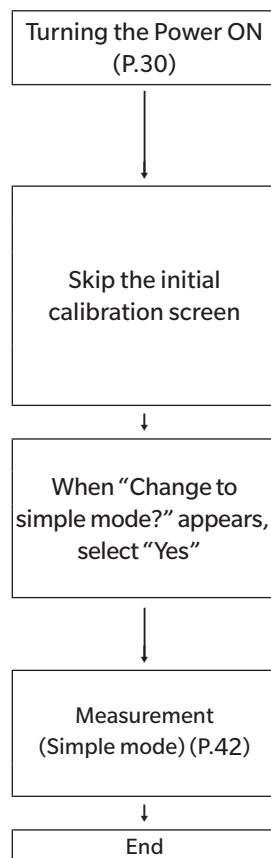 Turning the Power ON
(P.30)
Skip the initial
calibration screen
When “Change to
simple mode?” appears,
select “Yes”
Measurement
(Simple mode) (P.42)
End